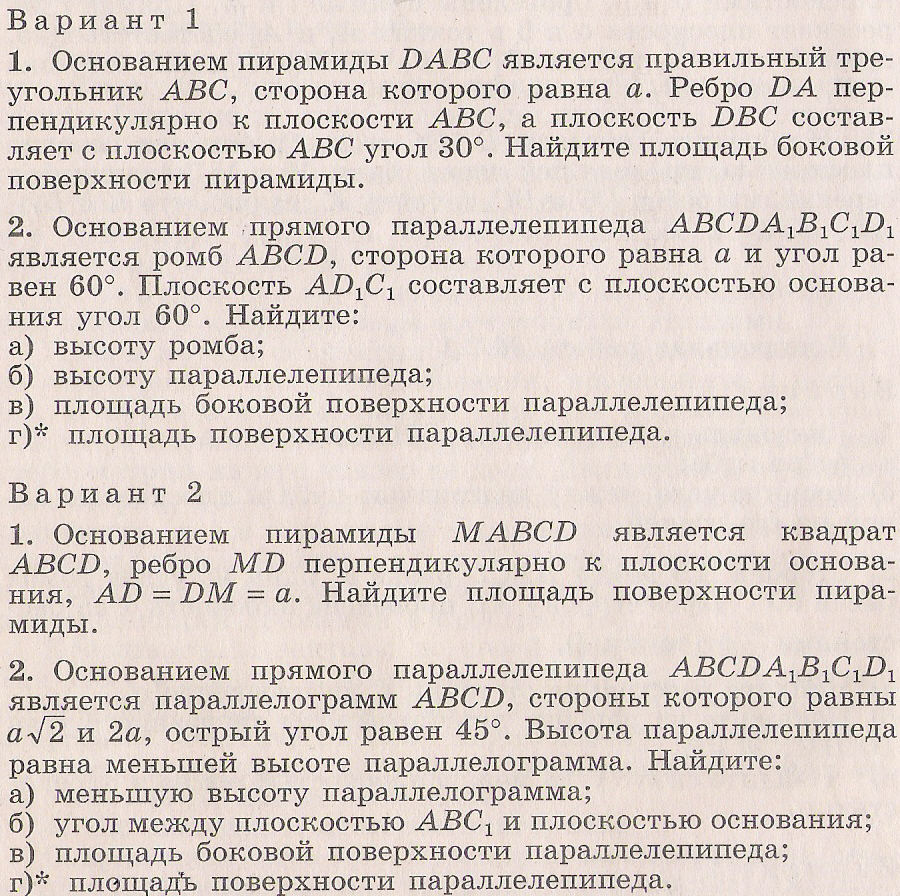 Вариант 1
1. Основанием пирамиды DABC является правильный тре-
угольник ABC, сторона которого равна a. Ребро DA пер-
пендикулярно к плоскости ABC, а плоскость DBC состав-
ляет с плоскостью ABC угол 30°. Найдите площадь боковой
поверхности пирамиды.
2. Основанием прямого параллелепипеда ABCDA₁B₁C₁D₁
является ромб ABCD, сторона которого равна a и угол ра-
вен 60°. Плоскость AD₁C₁ составляет с плоскостью основа-
ния угол 60°. Найдите:
а) высоту ромба;
б) высоту параллелепипеда;
в) площадь боковой поверхности параллелепипеда;
г)* площадь поверхности параллелепипеда.
Вариант 2
1. Основанием пирамиды MABCD является квадрат
ABCD, ребро MD перпендикулярно к плоскости основа-
ния, AD = DM = a. Найдите площадь поверхности пира-
миды.
2. Основанием прямого параллелепипеда ABCDA₁B₁C₁D₁
является параллелограмм ABCD, стороны которого равны
a√2 и 2a, острый угол равен 45°. Высота параллелепипеда
равна меньшей высоте параллелограмма. Найдите:
а) меньшую высоту параллелограмма;
б) угол между плоскостью ABC₁ и плоскостью основания;
в) площадь боковой поверхности параллелепипеда;
г)* площадь поверхности параллелепипеда.